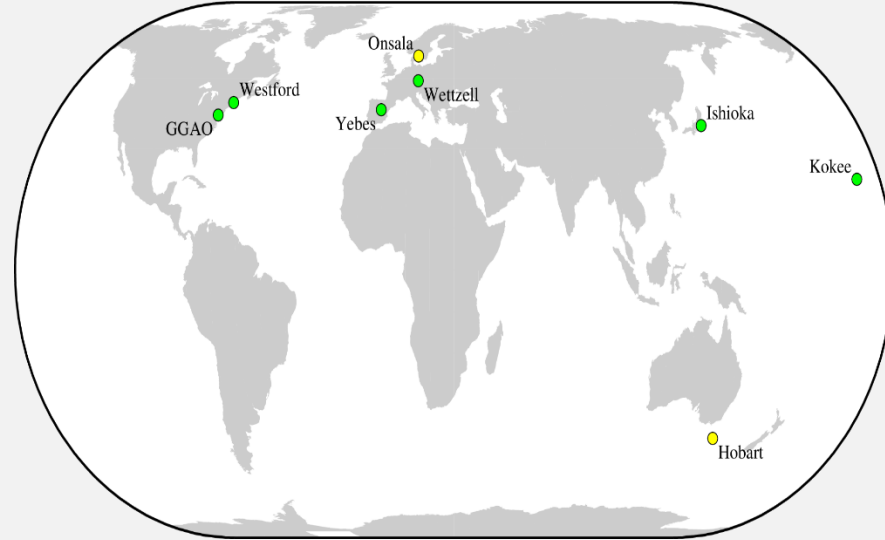 Onsala
Westford
Wettzell
GGAO
Yebes
Ishioka
Kokee
Hobart